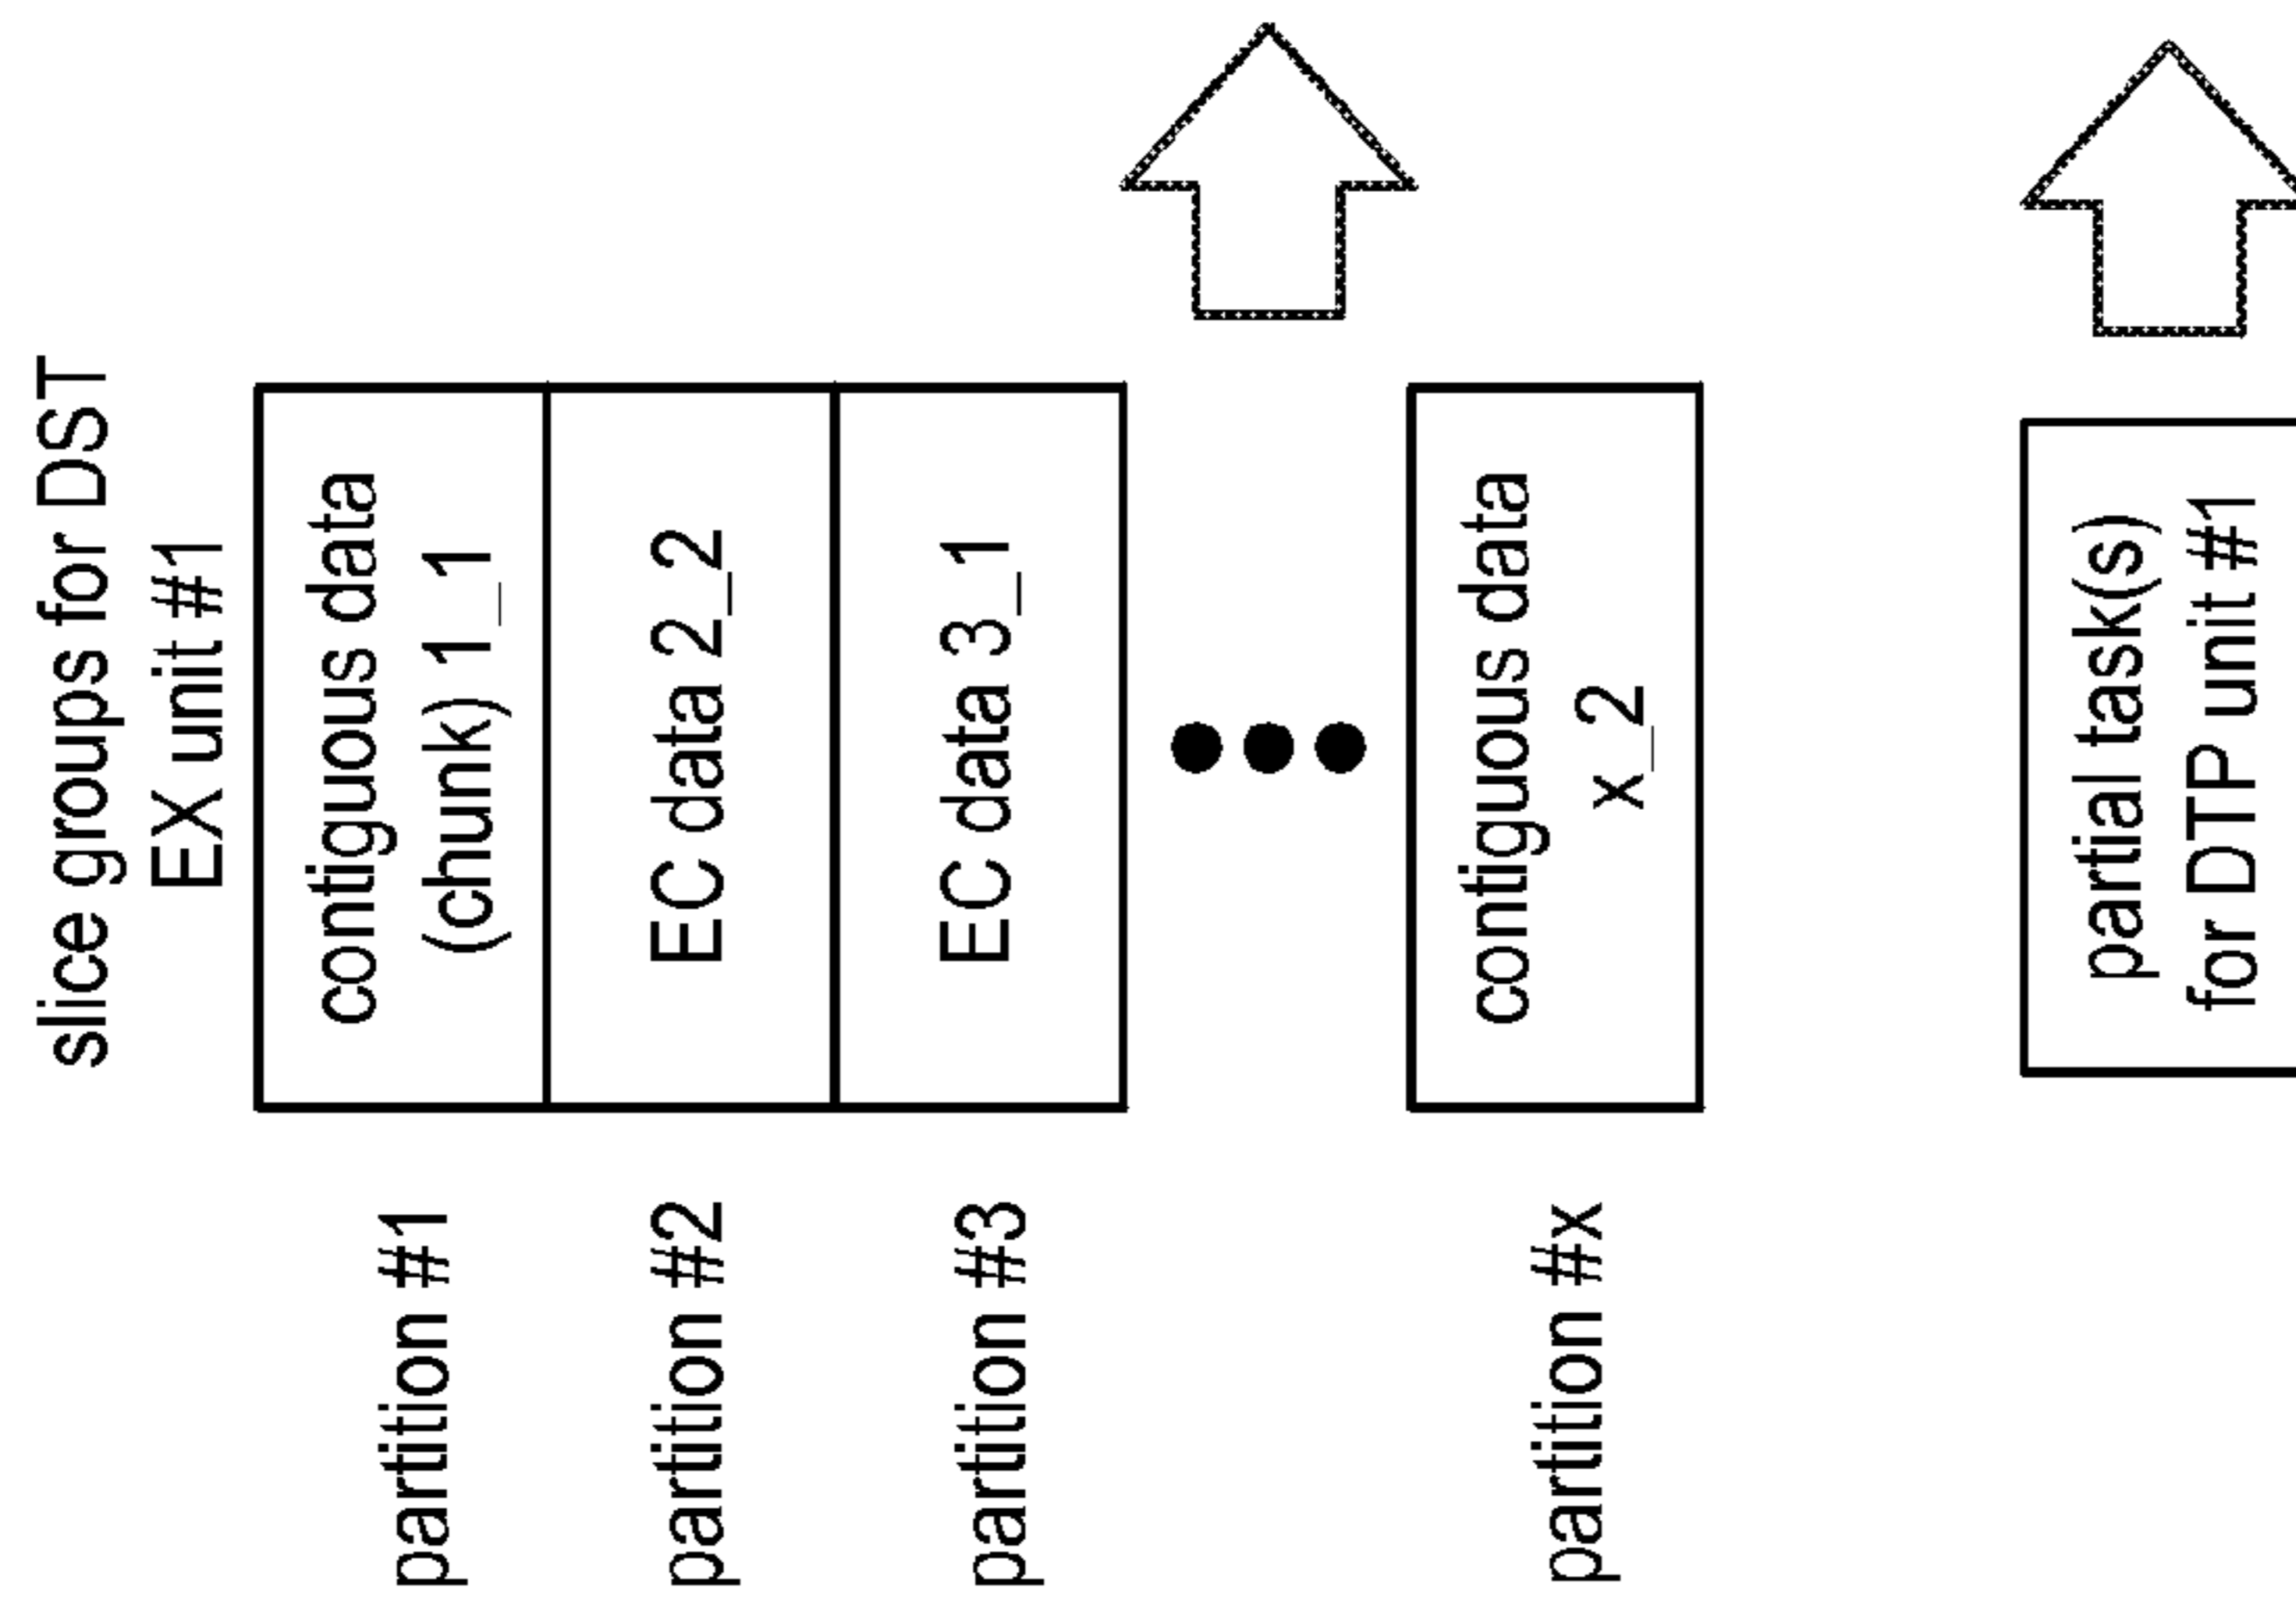 slice groups for DST
EX unit #1
partition #1
contiguous data
(chunk) 1_1
partition #2
EC data 2_2
partition #3
EC data 3_1
partition #x
contiguous data
x_2
partial task(s)
for DTP unit #1